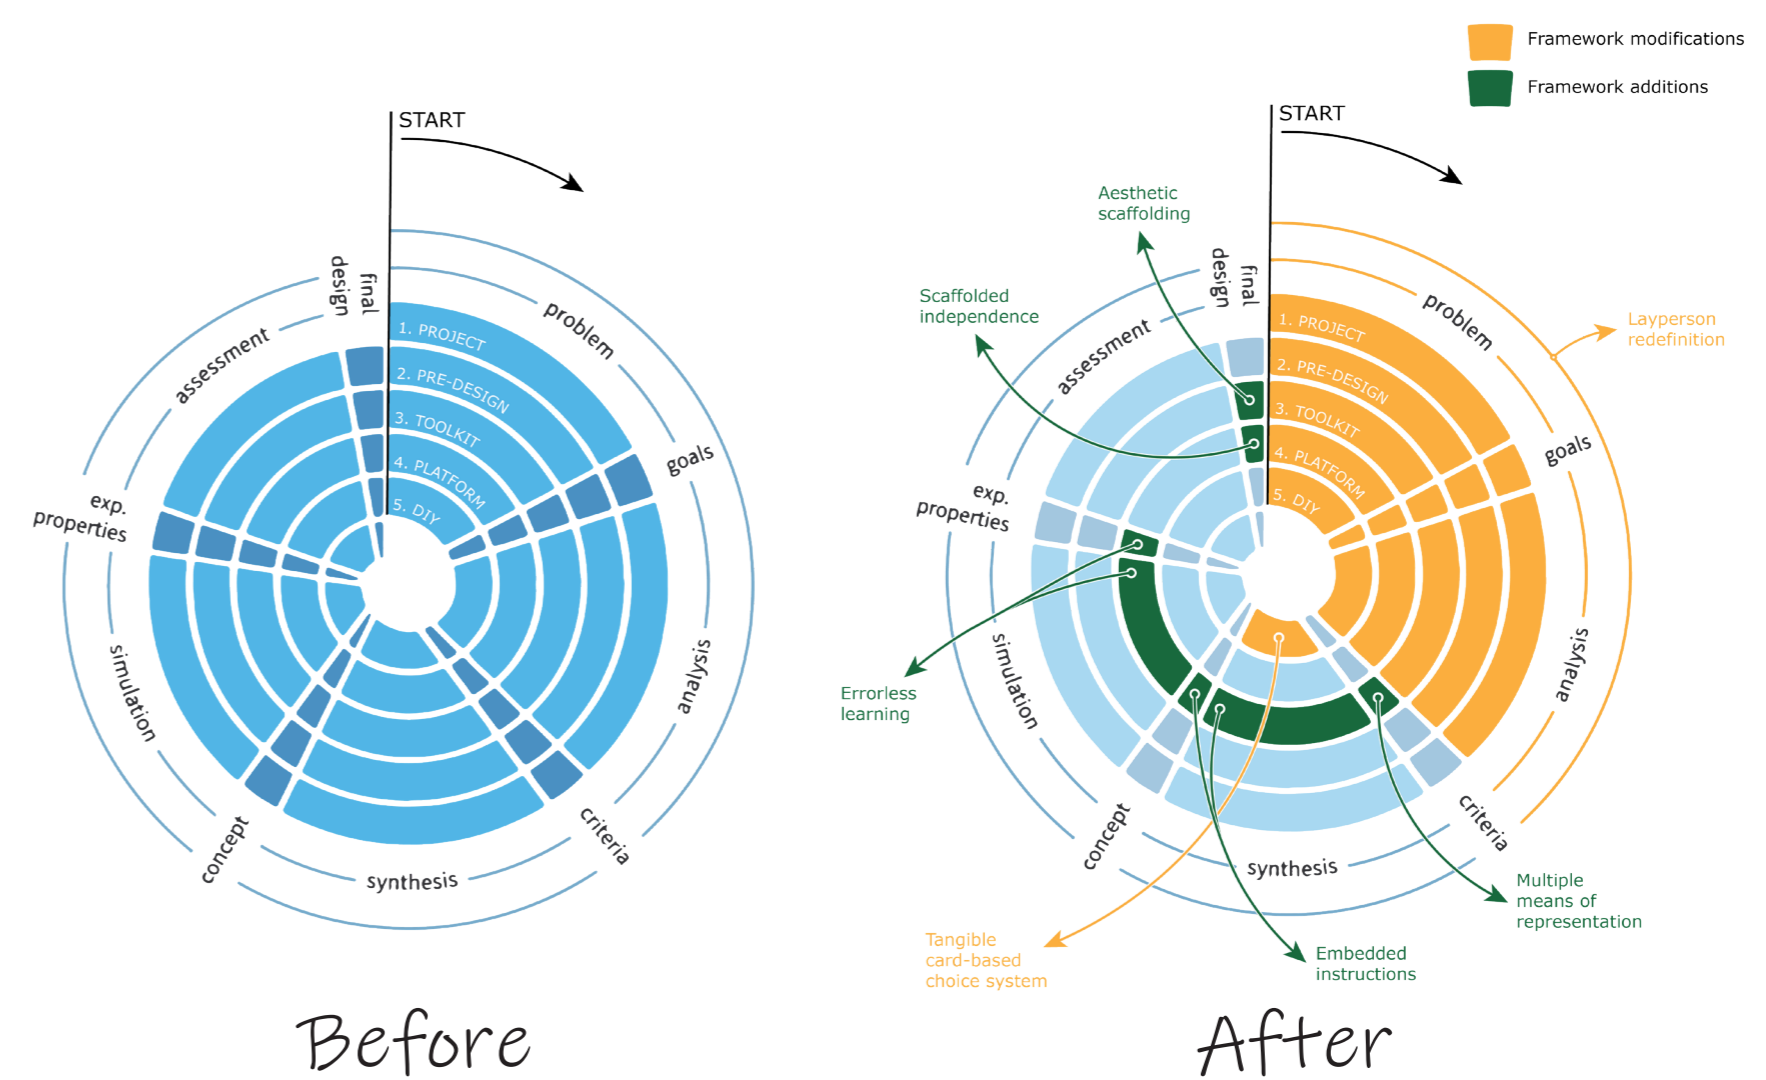 Framework modifications
Framework additions
START
final
design
problem
assessment
1. PROJECT
2. PRE-DESIGN
3. TOOLKIT
4. PLATFORM
5. DIY
goals
exp.
properties
simulation
analysis
concept
synthesis
criteria
Before
START
Aesthetic
scaffolding
Scaffolded
independence
final
design
problem
Layperson
redefinition
assessment
1. PROJECT
2. PRE-DESIGN
3. TOOLKIT
4. PLATFORM
5. DIY
goals
exp.
properties
simulation
analysis
Errorless
learning
concept
synthesis
criteria
Multiple
means of
representation
Tangible
card-based
choice system
Embedded
instructions
After